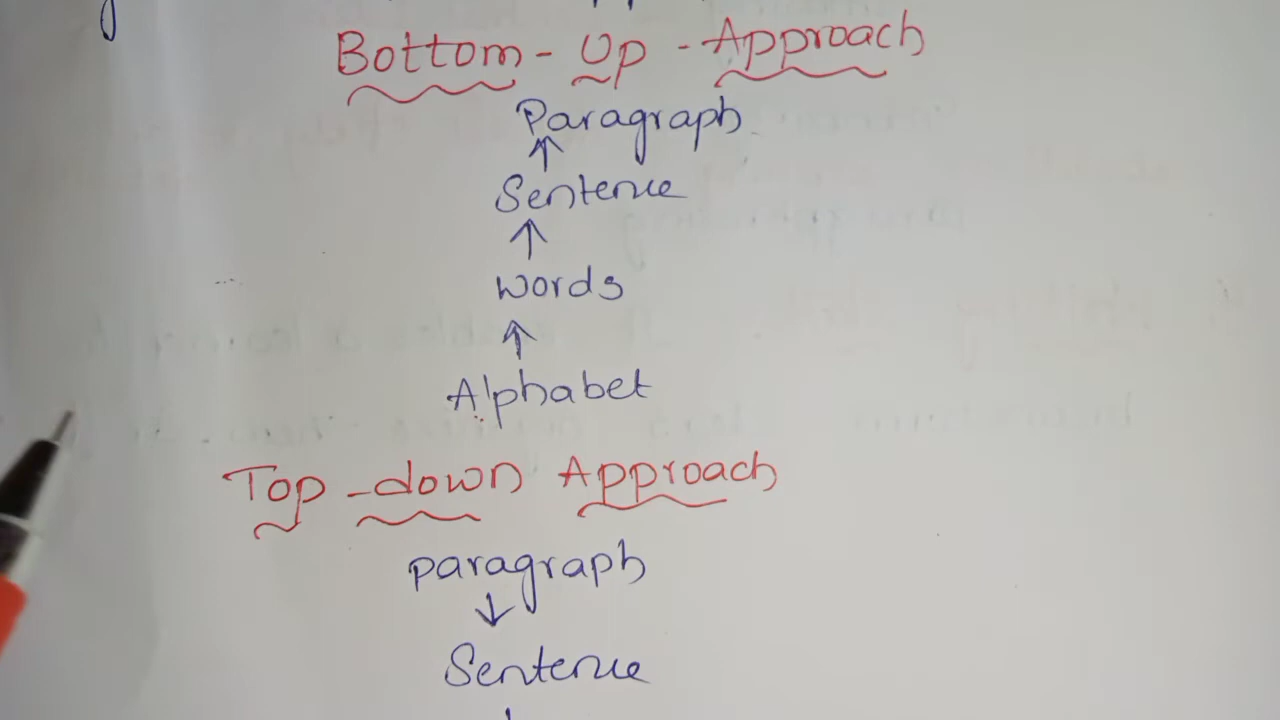 Bottom - Up - Approach
Paragraph
↑
Sentence
↑
words
↑
Alphabet
Top - down Approach
paragraph
↓
Sentence